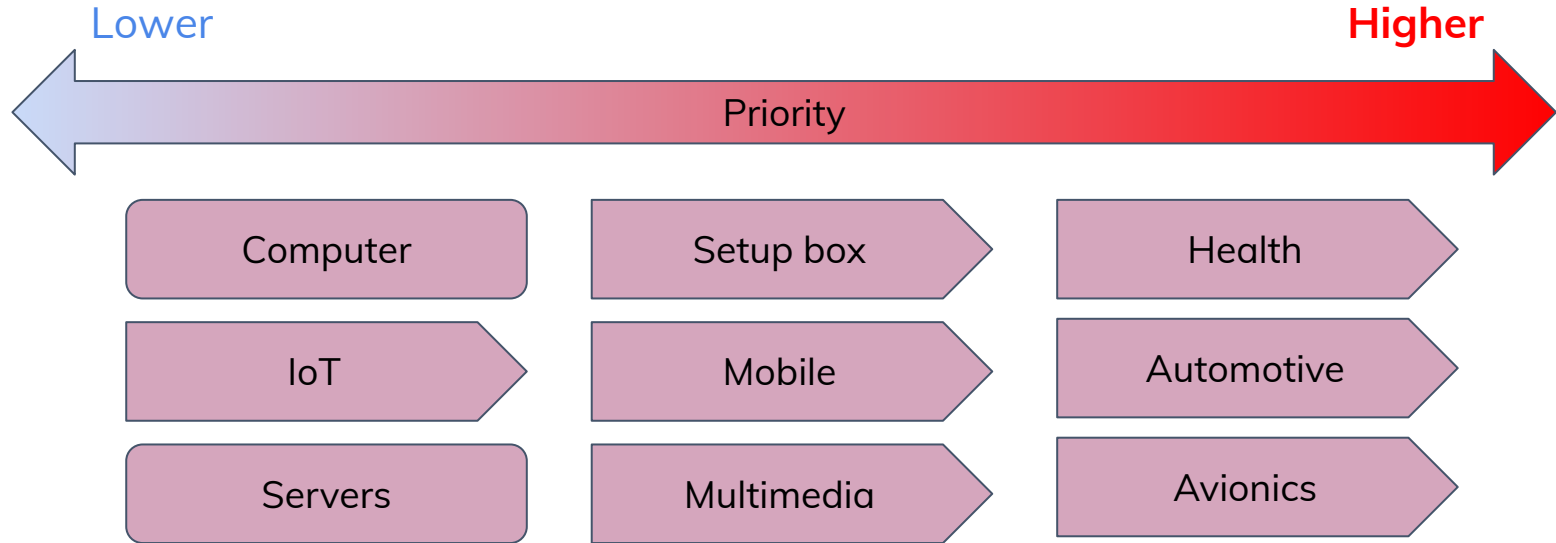 Lower
Higher
Priority
Computer
Setup box
Health
IoT
Mobile
Automotive
Servers
Multimedia
Avionics